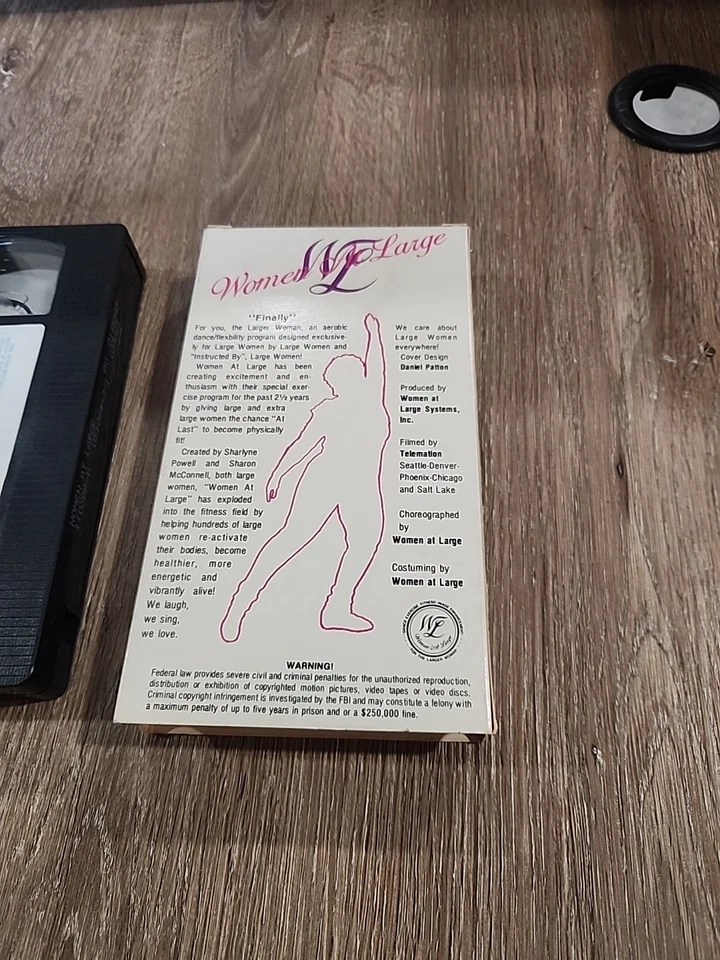 Women At Large
WL
"Finally"
For you, the Larger Woman, an aerobic
dance/flexbility program designed exclusive-
ly for Large Women by Large Women and
"Instructed By", Large Women!
Women At Large has been
creating excitement and en-
thusiasm with their special exer-
cise program for the past 2½ years
by giving large and extra
large women the chance "At
Last" to become physically
fit!
Created by Sharlyne
Powell and Sharon
McConnell, both large
women, "Women At
Large" has exploded
into the fitness field by
helping hundreds of large
women re-activate
their bodies, become
healthier, more
energetic and
vibrantly alive!
We laugh,
we sing,
we love.
We care about
Large Women
everywhere!
Cover Design
Daniel Patton
Produced by
Women at
Large Systems,
Inc.
Filmed by
Telemation
Seattle-Denver-
Phoenix-Chicago
and Salt Lake
Choreographed
by
Women at Large
Costuming by
Women at Large
WL
Women At Large
FOR THE LARGER WOMAN
WARNING!
Federal law provides severe civil and criminal penalties for the unauthorized reproduction,
distribution or exhibition of copyrighted motion pictures, video tapes or video discs.
Criminal copyright infringement is investigated by the FBI and may constitute a felony with
a maximum penalty of up to five years in prison and or a $250,000 fine.